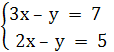 3x – y = 7
2x – y = 5